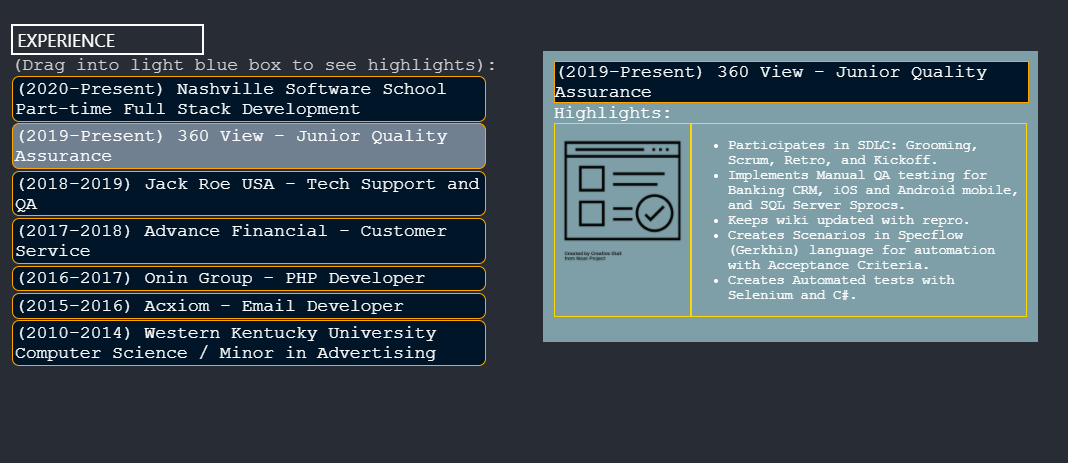 EXPERIENCE
(Drag into light blue box to see highlights):
(2020-Present) Nashville Software School
Part-time Full Stack Development
(2019-Present) 360 View - Junior Quality
Assurance
(2018-2019) Jack Roe USA - Tech Support and
QA
(2017-2018) Advance Financial - Customer
Service
(2016-2017) Onin Group - PHP Developer
(2015-2016) Acxiom - Email Developer
(2010-2014) Western Kentucky University
Computer Science / Minor in Advertising
(2019-Present) 360 View - Junior Quality
Assurance
Highlights:
Created by Creative Stall
from Noun Project
• Participates in SDLC: Grooming,
Scrum, Retro, and Kickoff.
• Implements Manual QA testing for
Banking CRM, iOS and Android mobile,
and SQL Server Sprocs.
• Keeps wiki updated with repro.
• Creates Scenarios in Specflow
(Gerkhin) language for automation
with Acceptance Criteria.
• Creates Automated tests with
Selenium and C#.